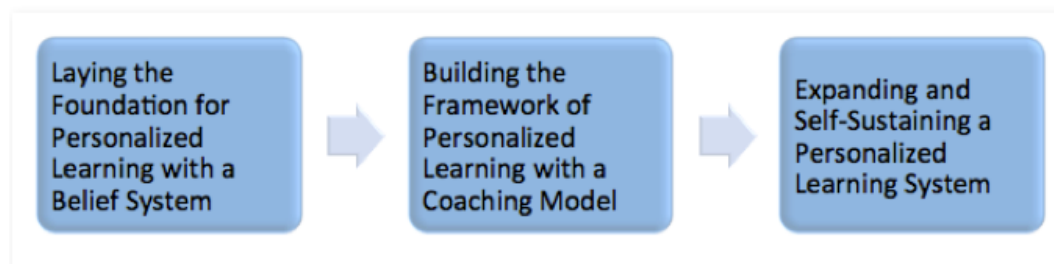 Laying the
Foundation for
Personalized
Learning with a
Belief System
Building the
Framework of
Personalized
Learning with a
Coaching Model
Expanding and
Self-Sustaining a
Personalized
Learning System